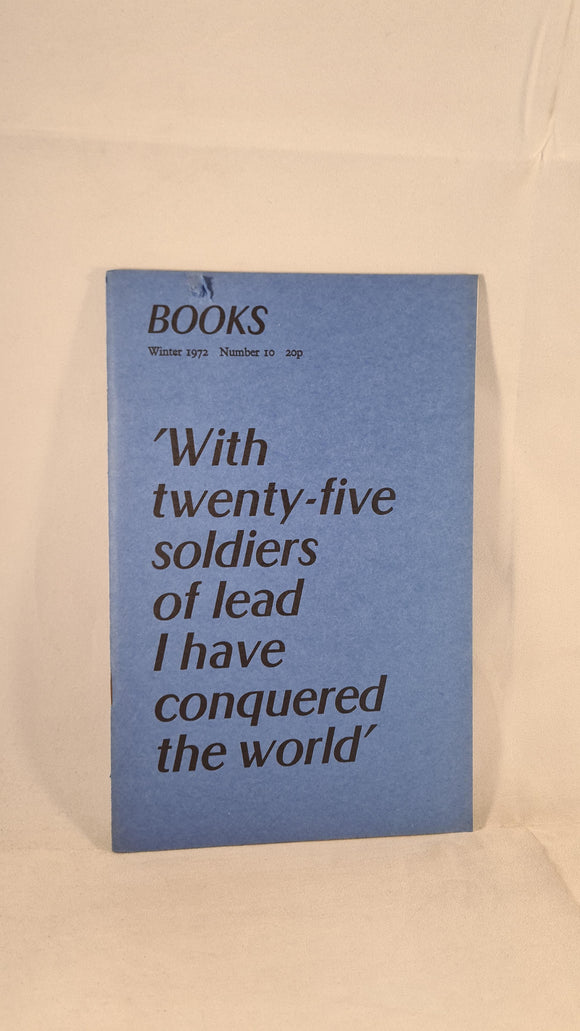 BOOKS
Winter 1972 Number 10 20p
'With
twenty-five
soldiers
of lead
I have
conquered
the world'